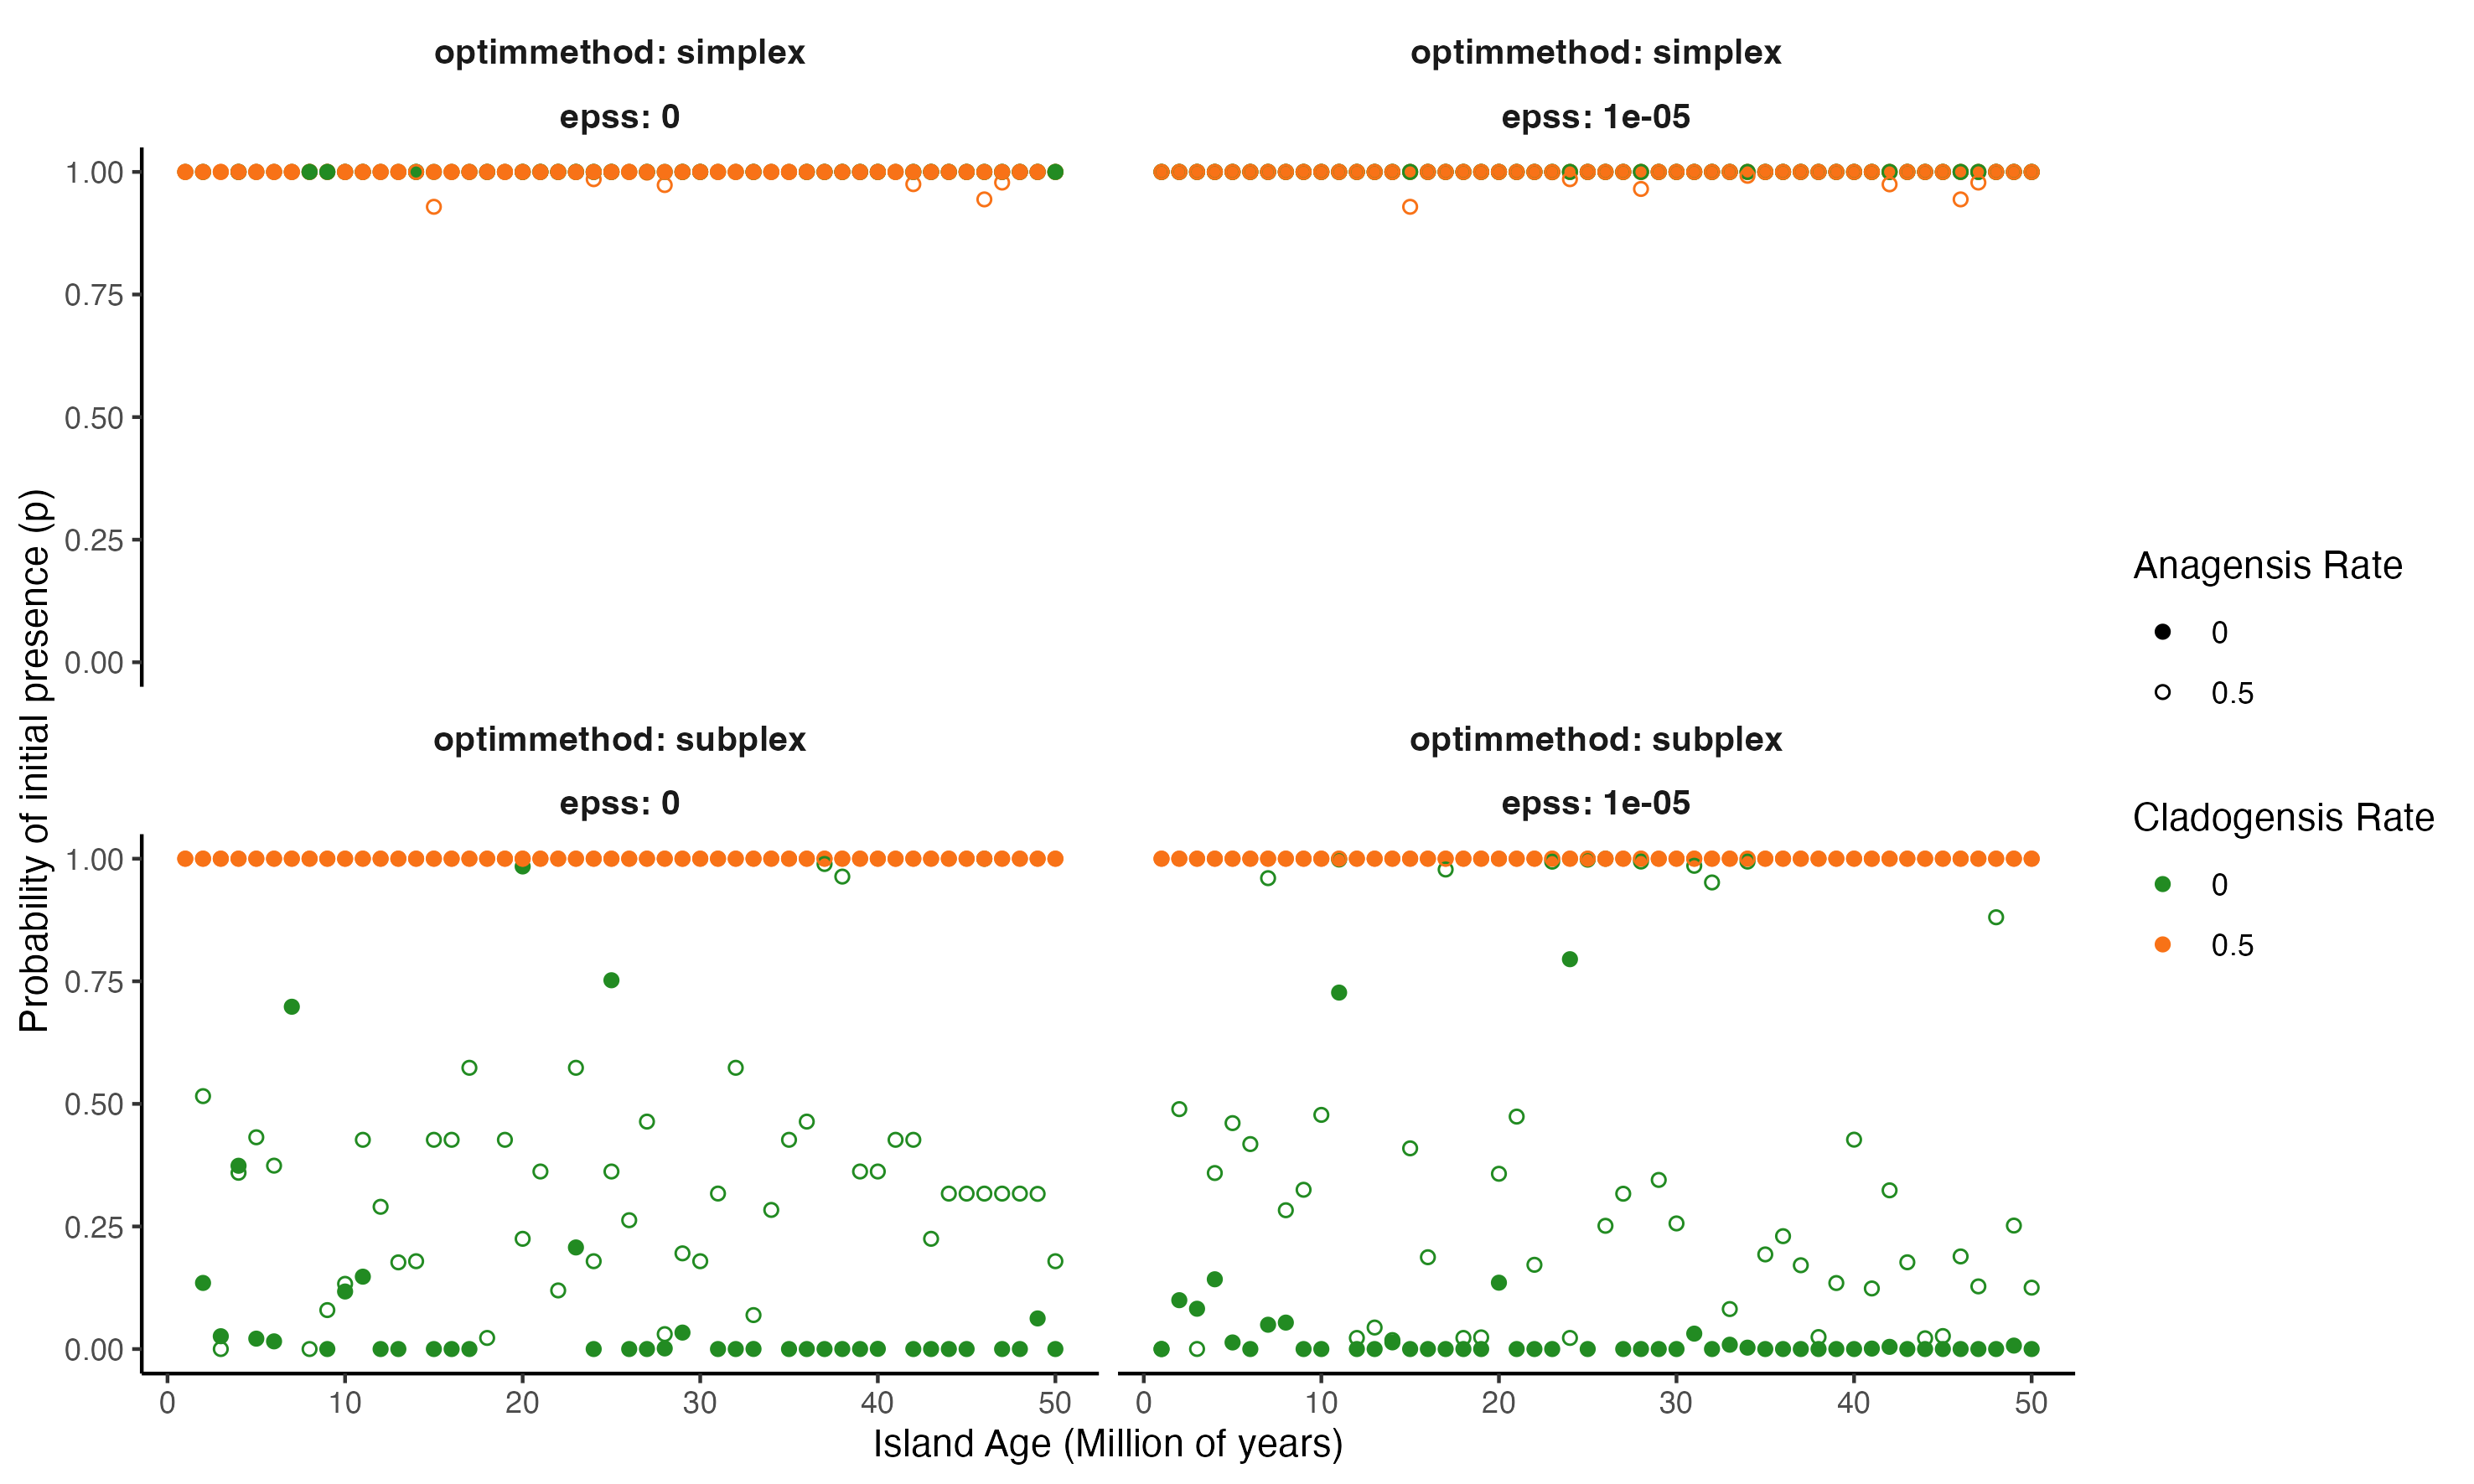 optimmethod: simplex
epss: 0
optimmethod: simplex
epss: 1e-05
1.00
0.75
0.50
0.25
0.00
optimmethod: subplex
epss: 0
optimmethod: subplex
epss: 1e-05
1.00
0.75
0.50
0.25
0.00
0 10 20 30 40 50
0 10 20 30 40 50
Island Age (Million of years)
Probability of initial presence (p)
Anagensis Rate
0
0.5
Cladogensis Rate
0
0.5